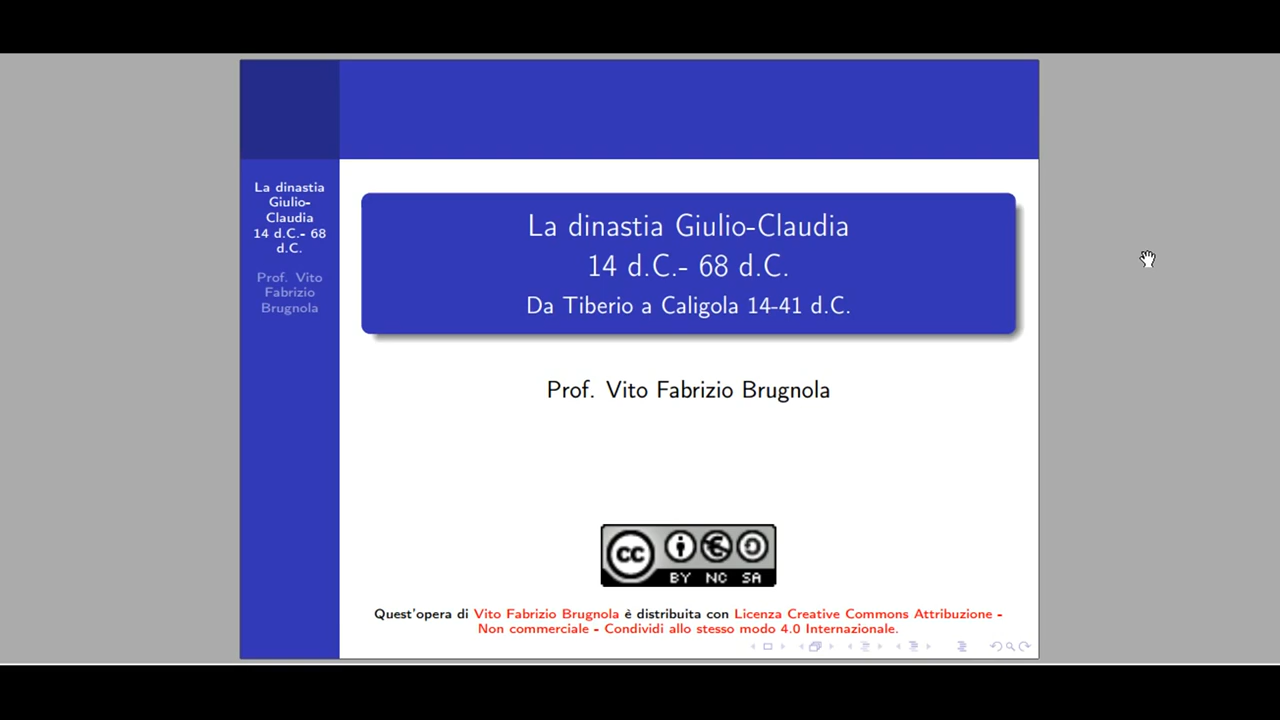 La dinastia
Giulio-
Claudia
14 d.C.- 68
d.C.
Prof. Vito
Fabrizio
Brugnola
La dinastia Giulio-Claudia
14 d.C.- 68 d.C.
Da Tiberio a Caligola 14-41 d.C.
Prof. Vito Fabrizio Brugnola
cc
BY NC SA
Quest'opera di Vito Fabrizio Brugnola è distribuita con Licenza Creative Commons Attribuzione -
Non commerciale - Condividi allo stesso modo 4.0 Internazionale.